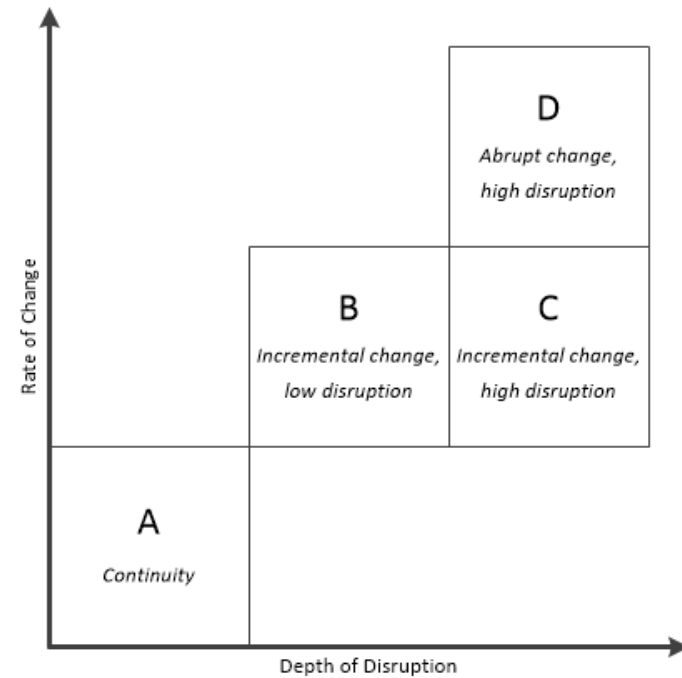 D
Abrupt change,
high disruption
Rate of Change
B
Incremental change,
low disruption
C
Incremental change,
high disruption
A
Continuity
Depth of Disruption